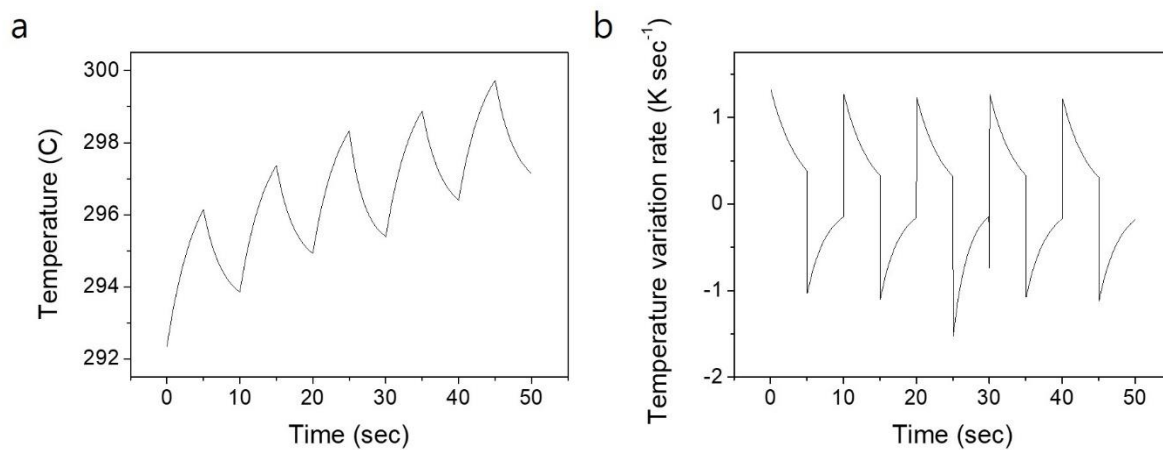 a
Temperature (C)
300
298
296
294
292
0 10 20 30 40 50
Time (sec)
b
Temperature variation rate (K sec⁻¹)
1
0
-1
-2
0 10 20 30 40 50
Time (sec)